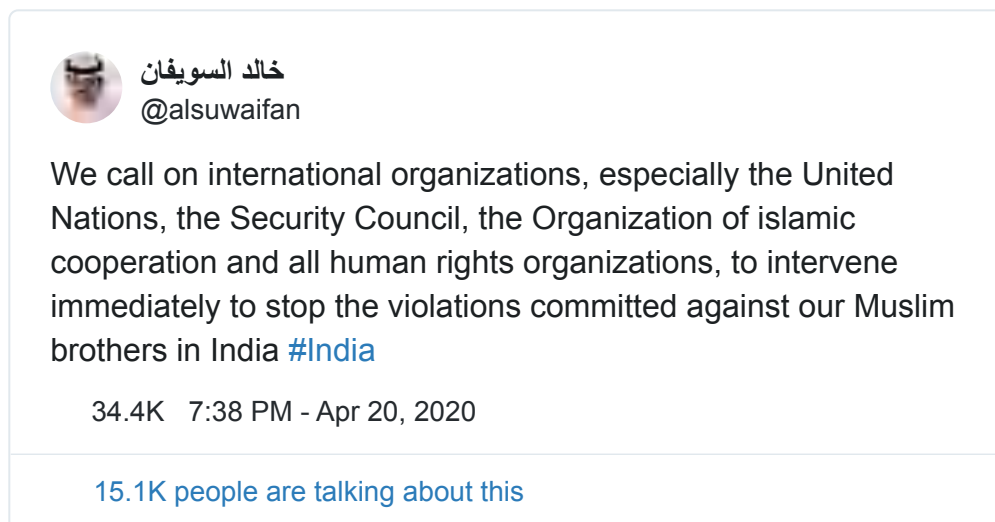 خالد السويفان
@alsuwaifan
We call on international organizations, especially the United
Nations, the Security Council, the Organization of islamic
cooperation and all human rights organizations, to intervene
immediately to stop the violations committed against our Muslim
brothers in India #India
34.4K 7:38 PM - Apr 20, 2020
15.1K people are talking about this